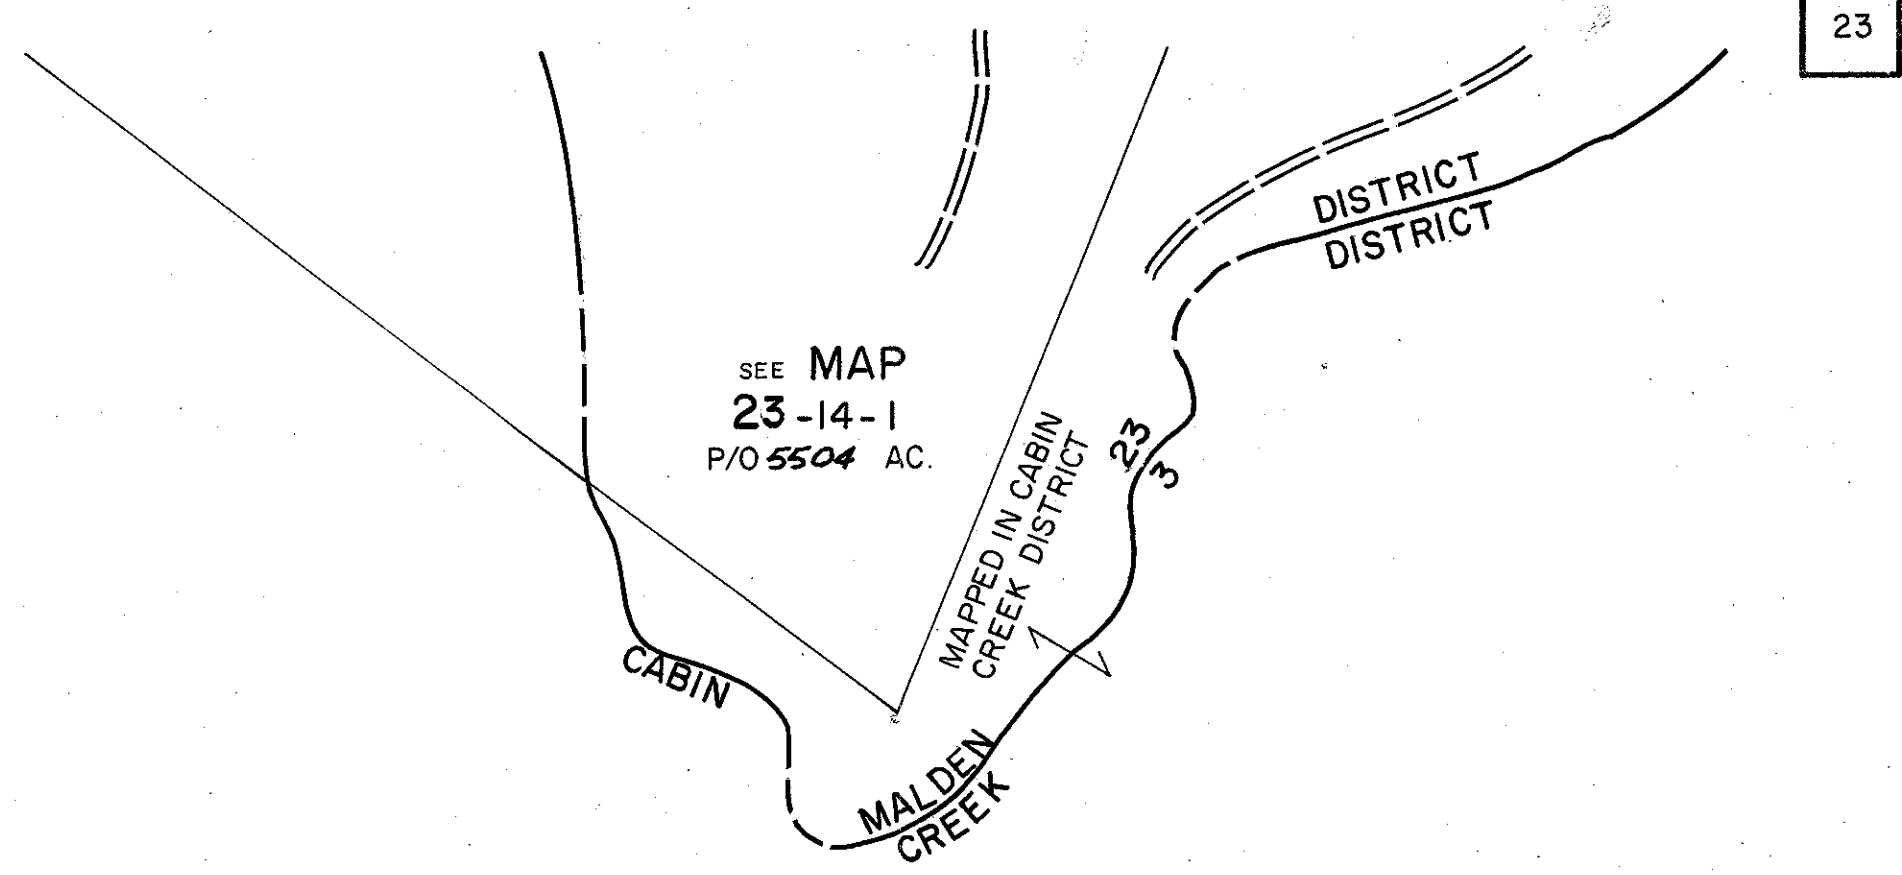 23
DISTRICT
DISTRICT
SEE MAP
23-14-1
P/O 5504 AC.
MAPPED IN CABIN
CREEK DISTRICT
23
3
CABIN
MALDEN
CREEK